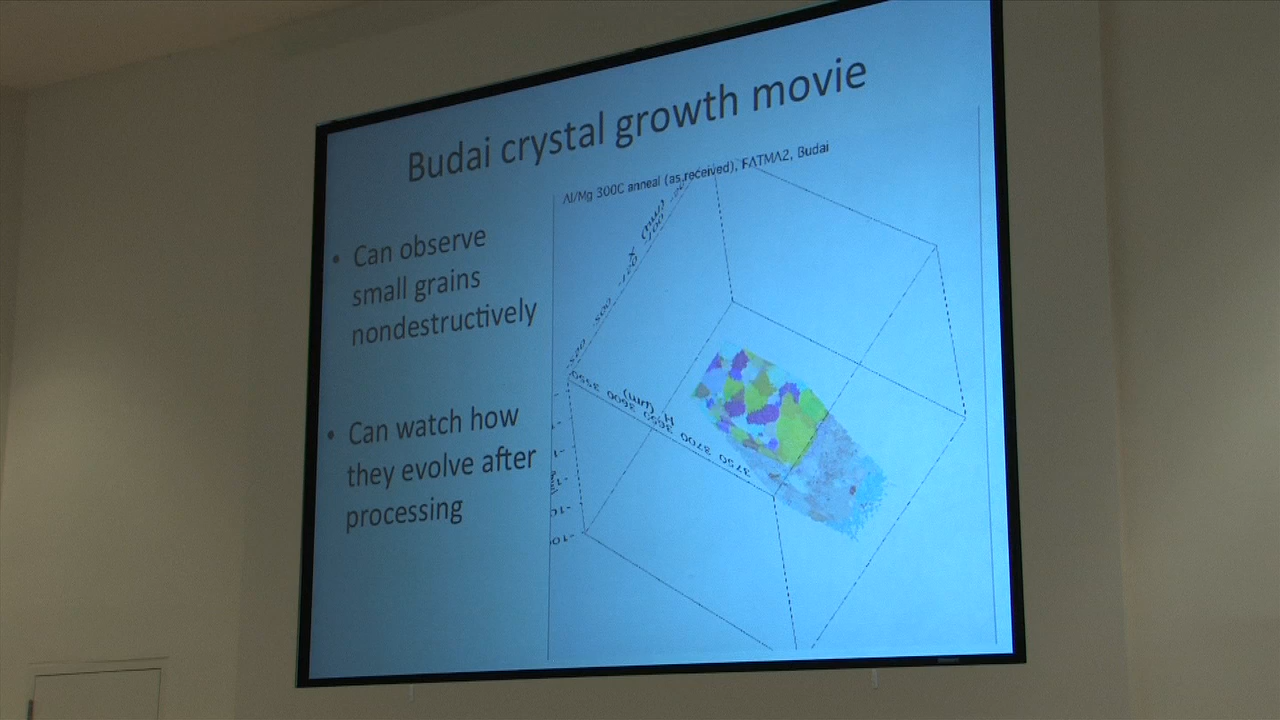 Budai crystal growth movie
Al/Mg 300C anneal (as received), FATMA2, Budai
• Can observe
small grains
nondestructively
• Can watch how
they evolve after
processing
3550 3600 3650 3700 3750
H (µm)